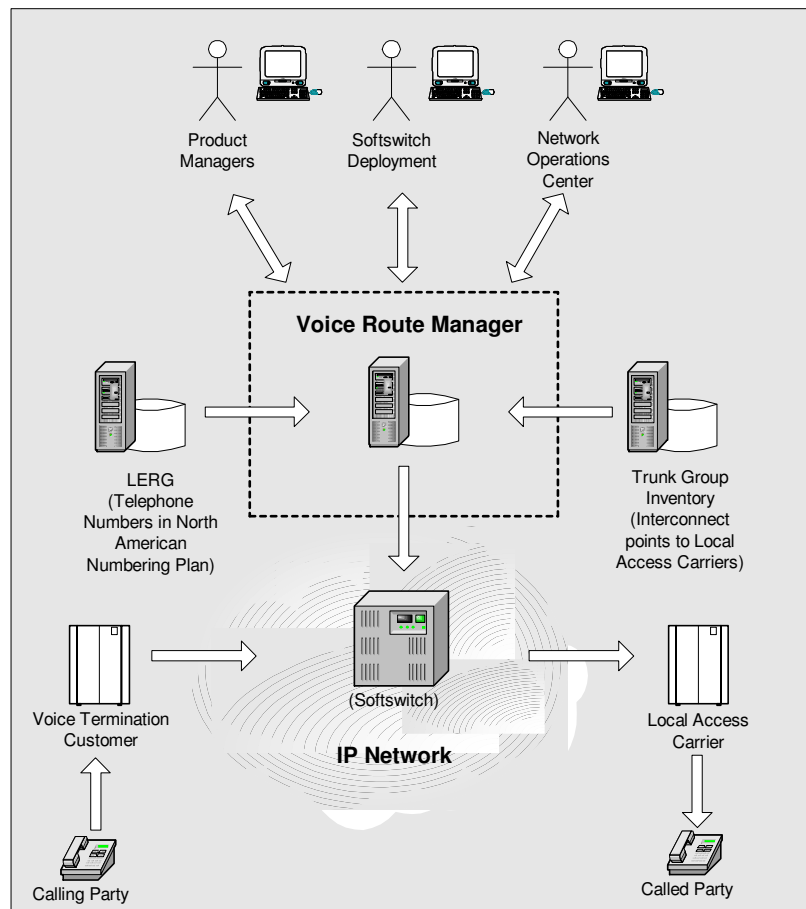 Product
Managers
Softswitch
Deployment
Network
Operations
Center
Voice Route Manager
LERG
(Telephone
Numbers in North
American
Numbering Plan)
Trunk Group
Inventory
(Interconnect
points to Local
Access Carriers)
(Softswitch)
Voice Termination
Customer
Local Access
Carrier
IP Network
Calling Party
Called Party